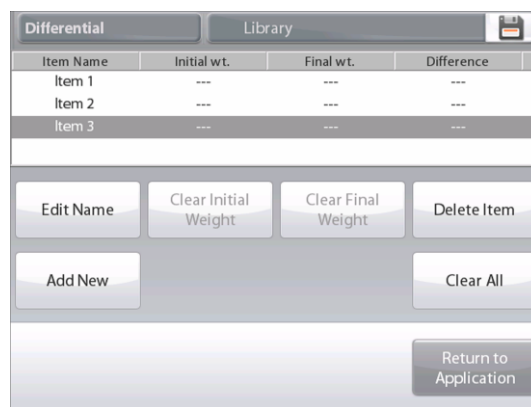 Differential Library
Item Name Initial wt. Final wt. Difference
Item 1 --- --- ---
Item 2 --- --- ---
Item 3 --- --- ---
Edit Name Clear Initial Weight Clear Final Weight Delete Item
Add New Clear All
Return to Application